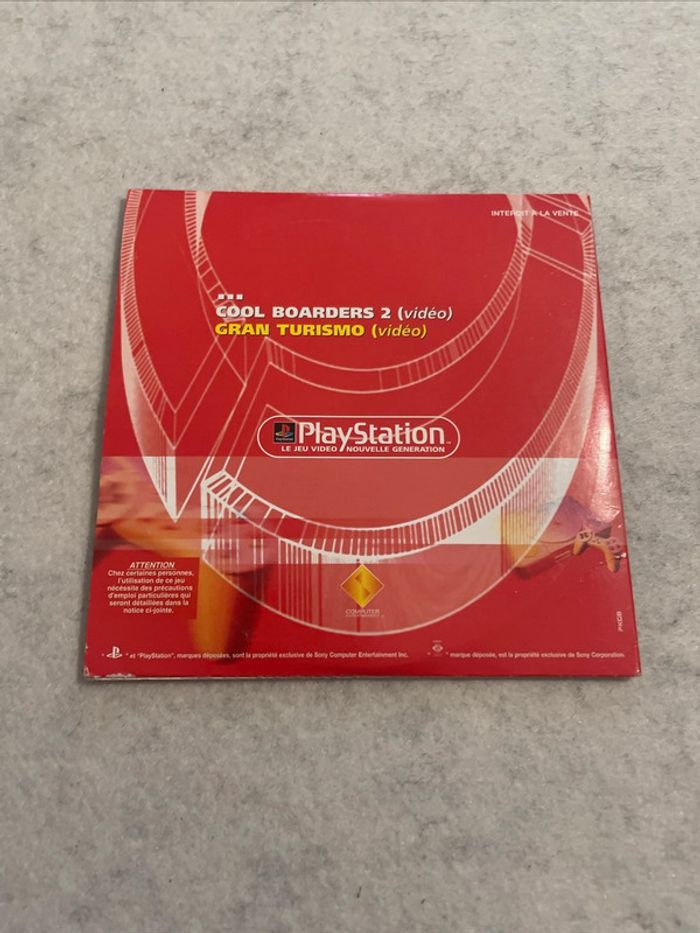 INTERDIT A LA VENTE
...
COOL BOARDERS 2 (vidéo)
GRAN TURISMO (vidéo)
PlayStation
LE JEU VIDEO NOUVELLE GENERATION
ATTENTION
Chez certaines personnes,
l'utilisation de ce jeu
nécessite des précautions
d'emploi particulières qui
seront détaillées dans la
notice ci-jointe.
COMPUTER
ENTERTAINMENT
" " et "PlayStation", marques déposées, sont la propriété exclusive de Sony Computer Entertainment Inc. " " marque déposée, est la propriété exclusive de Sony Corporation.